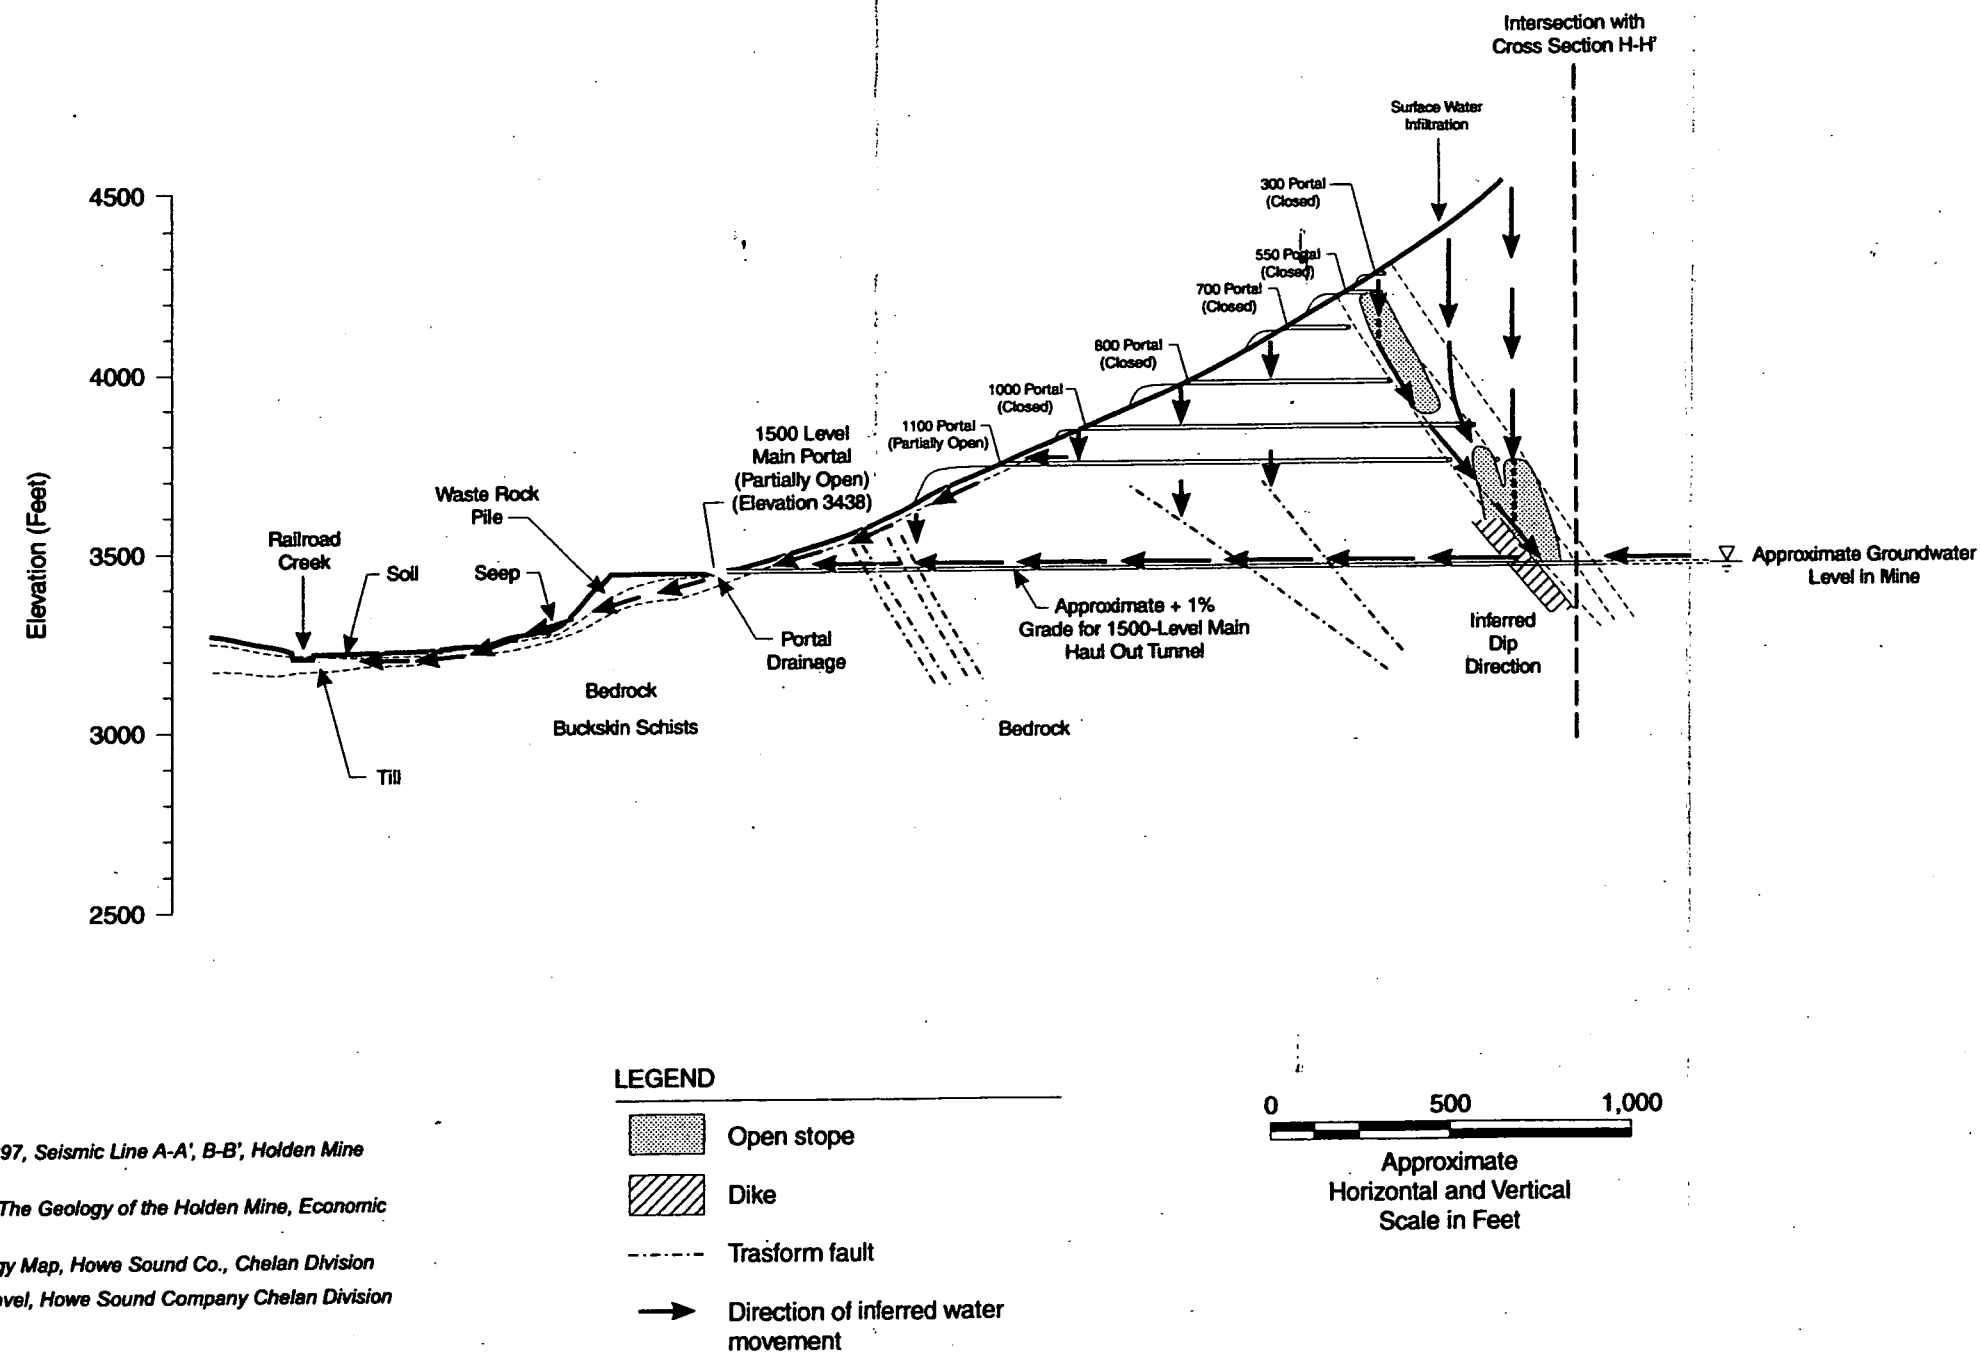 Intersection with
Cross Section H-H'
Surface Water
Infiltration
300 Portal
(Closed)
550 Portal
(Closed)
700 Portal
(Closed)
800 Portal
(Closed)
1000 Portal
(Closed)
1100 Portal
(Partially Open)
1500 Level
Main Portal
(Partially Open)
(Elevation 3438)
Waste Rock
Pile
Railroad
Creek
Soil
Seep
Elevation (Feet)
4500
4000
3500
3000
2500
Approximate Groundwater
Level in Mine
Approximate + 1%
Grade for 1500-Level Main
Haul Out Tunnel
Inferred
Dip
Direction
Portal
Drainage
Bedrock
Buckskin Schists
Bedrock
Till
LEGEND
Open stope
Dike
Trasform fault
Direction of inferred water
movement
0 500 1,000
Approximate
Horizontal and Vertical
Scale in Feet
97, Seismic Line A-A', B-B', Holden Mine
The Geology of the Holden Mine, Economic
gy Map, Howe Sound Co., Chelan Division
evel, Howe Sound Company Chelan Division